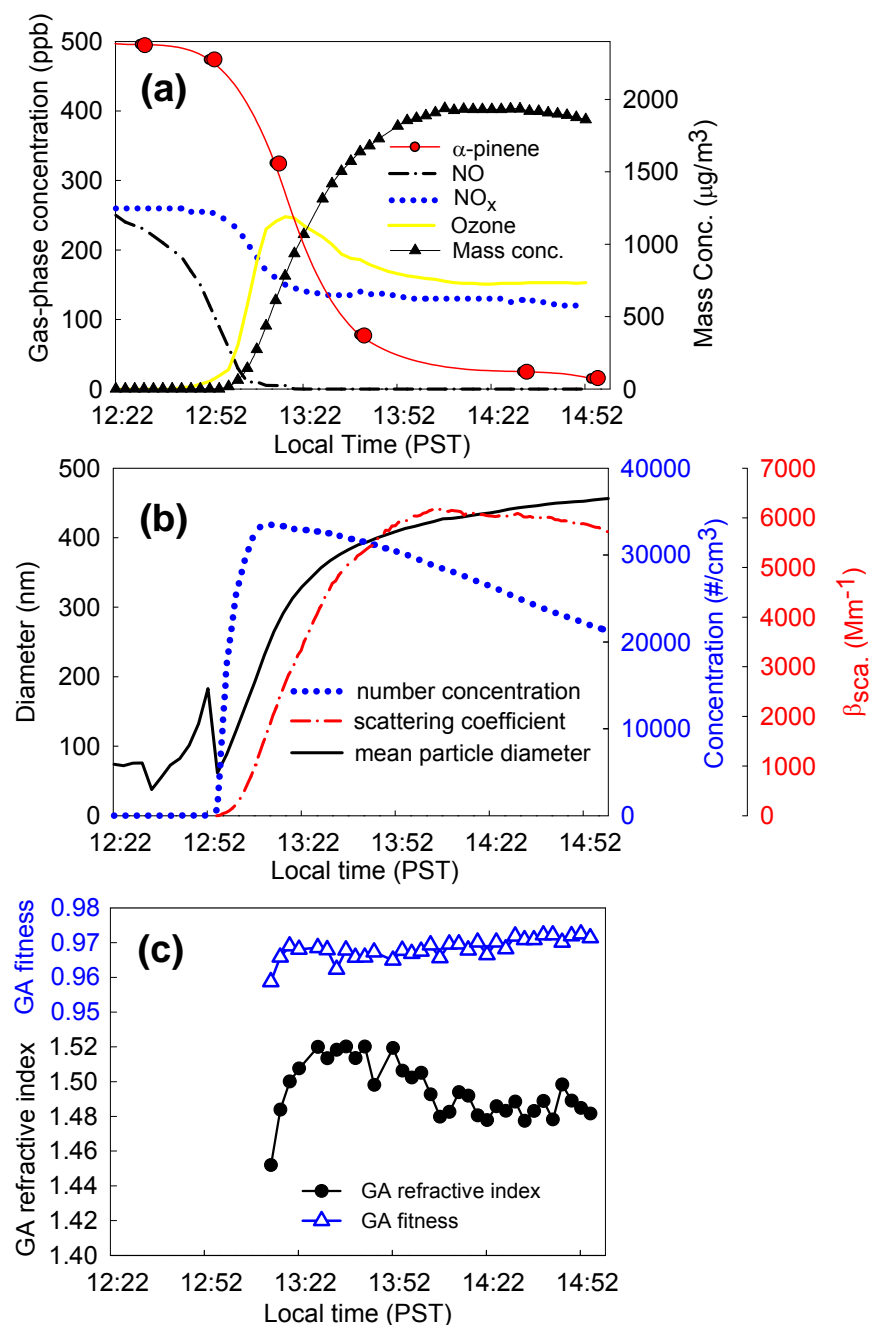 (a)
Gas-phase concentration (ppb)
500
400
300
200
100
0
Mass Conc. (μg/m3)
2000
1500
1000
500
0
α-pinene
NO
NOx
Ozone
Mass conc.
12:22 12:52 13:22 13:52 14:22 14:52
Local Time (PST)
(b)
Diameter (nm)
500
400
300
200
100
0
Concentration (#/cm3)
40000
30000
20000
10000
0
βsca. (Mm-1)
7000
6000
5000
4000
3000
2000
1000
0
number concentration
scattering coefficient
mean particle diameter
12:22 12:52 13:22 13:52 14:22 14:52
Local time (PST)
(c)
GA fitness
0.98
0.97
0.96
0.95
GA refractive index
1.52
1.50
1.48
1.46
1.44
1.42
1.40
GA refractive index
GA fitness
12:22 12:52 13:22 13:52 14:22 14:52
Local time (PST)